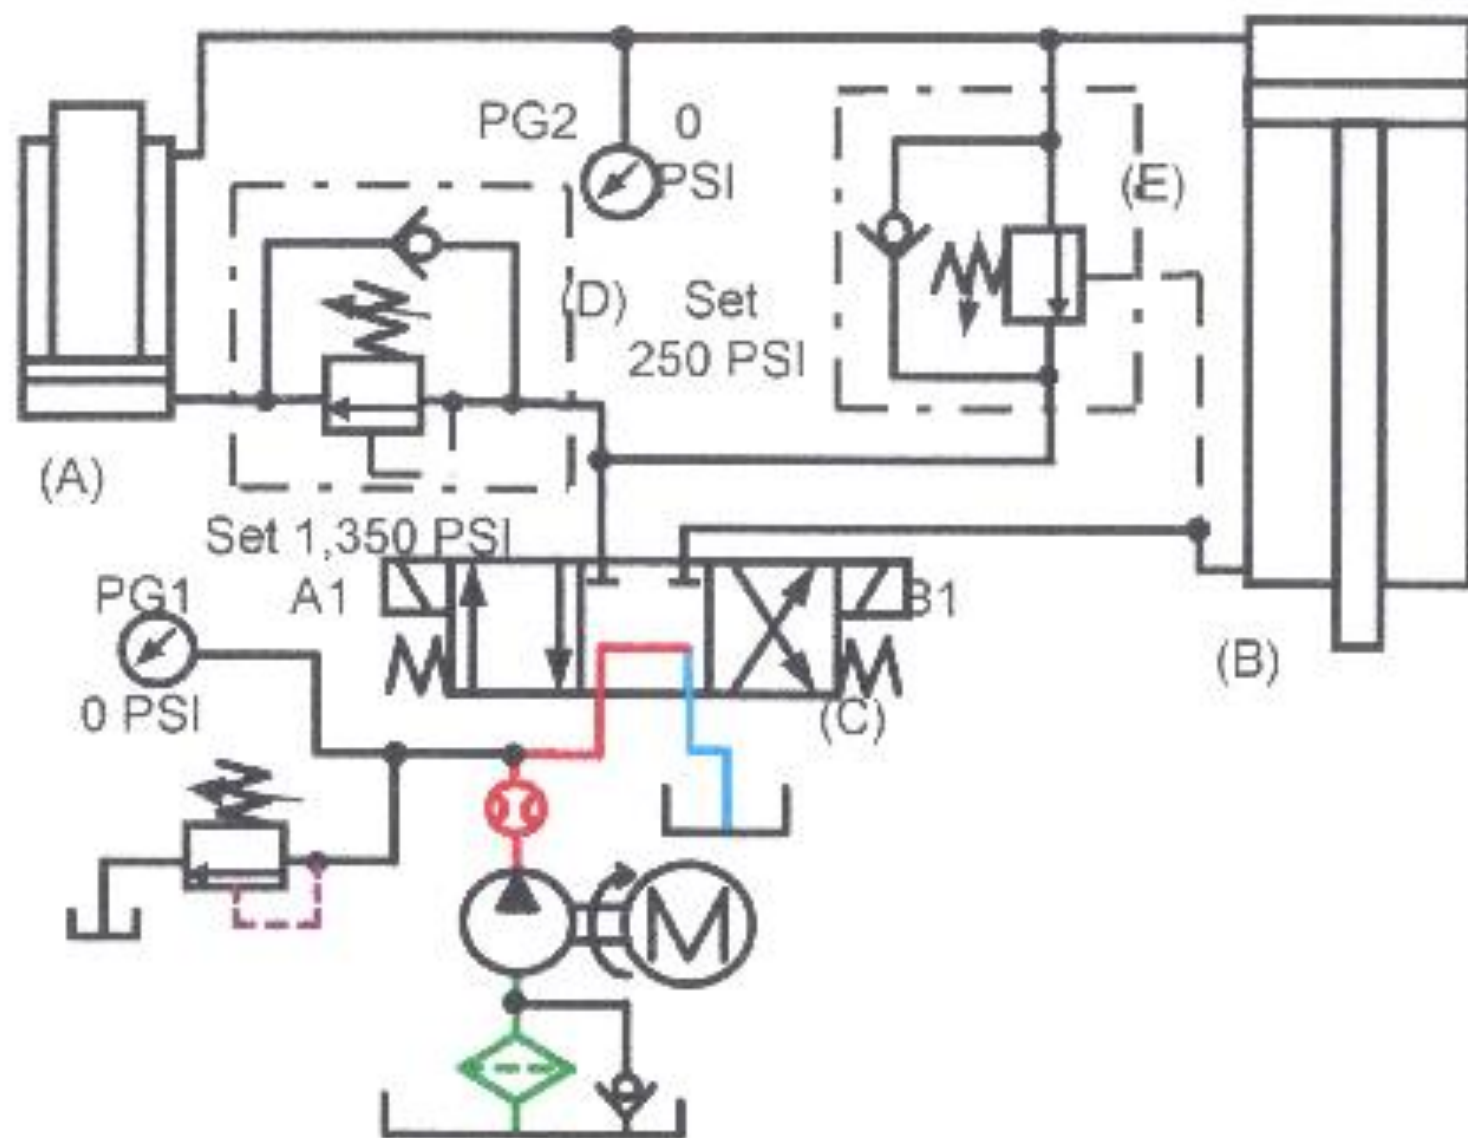 PG2 0
PSI
(E)
(D) Set
250 PSI
(A)
Set 1,350 PSI
PG1 A1 B1
0 PSI
(B)
(C)
M